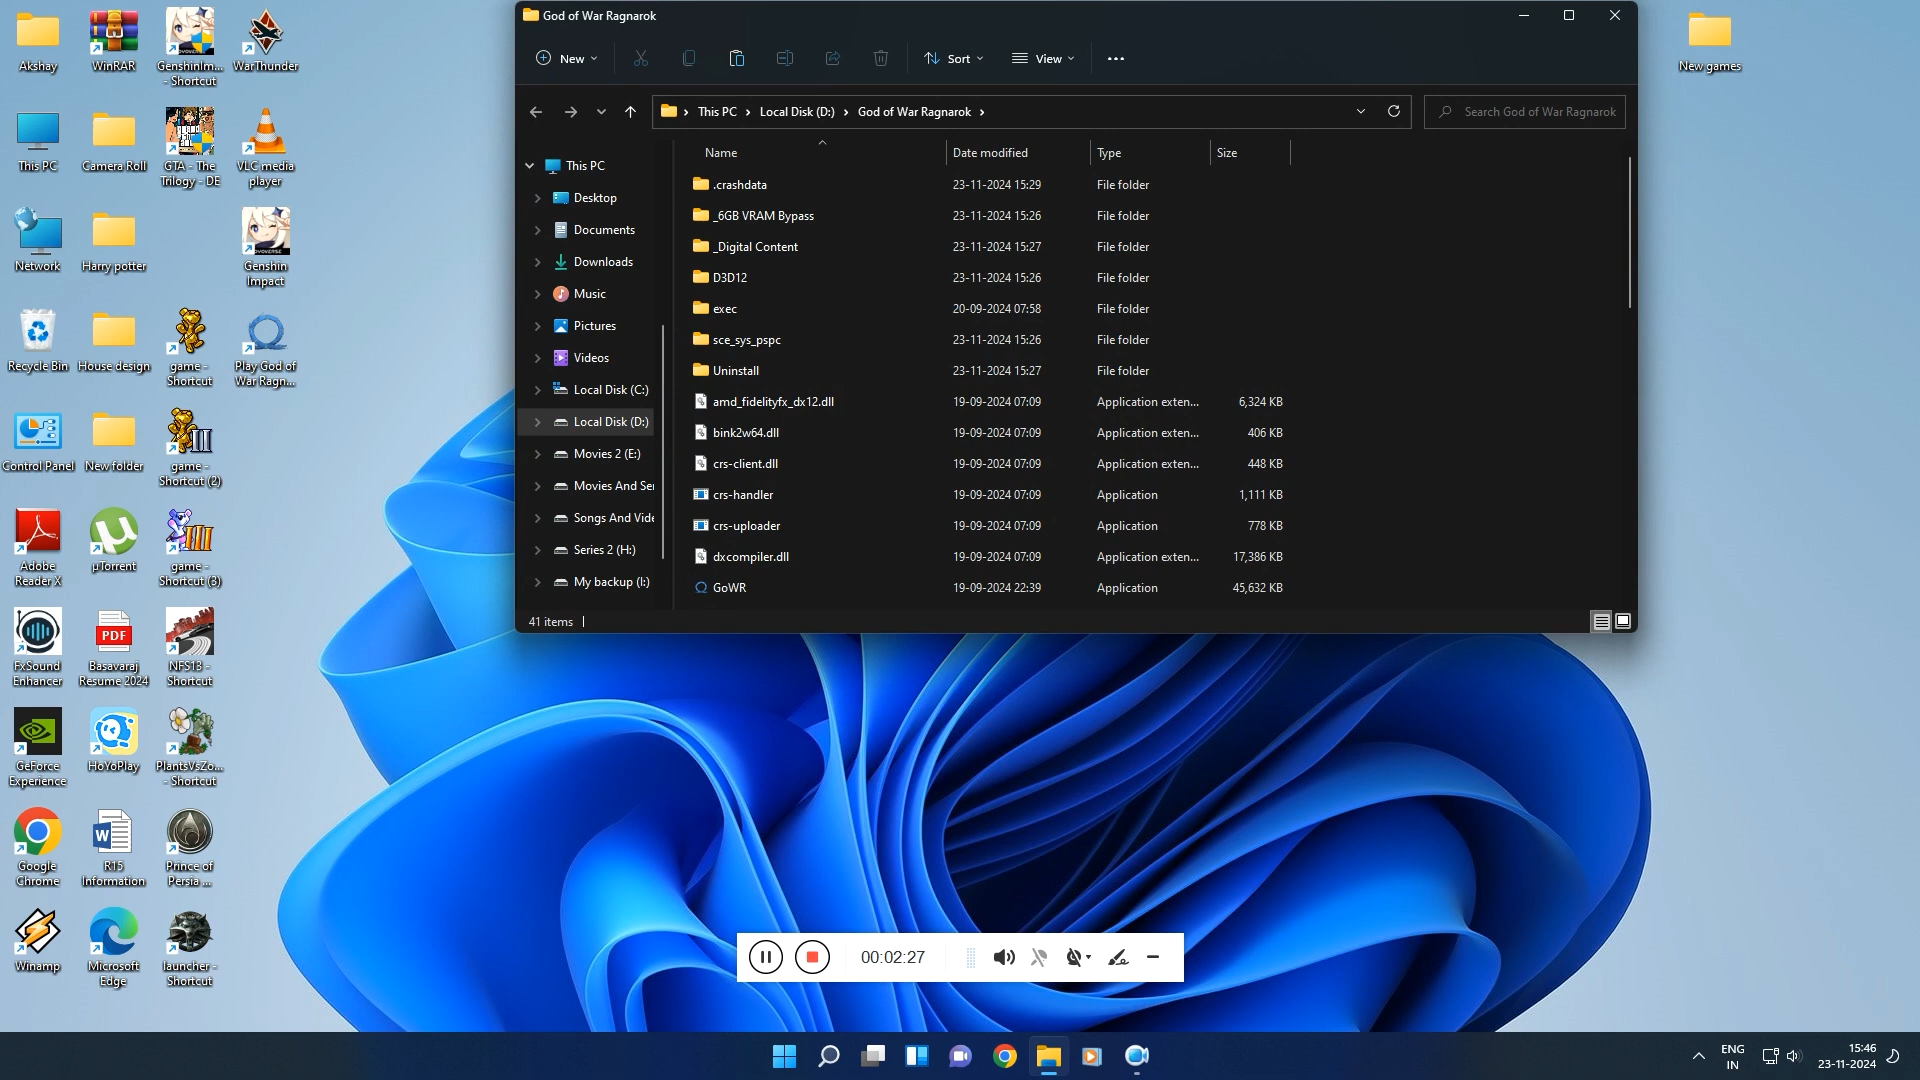 Akshay
WinRAR
GenshinIm...
- Shortcut
WarThunder
This PC
Camera Roll
GTA - The
Trilogy - DE
VLC media
player
Network
Harry potter
Genshin
Impact
Recycle Bin
House design
game -
Shortcut
Play God of
War Ragn...
Control Panel
New folder
game -
Shortcut (2)
Adobe
Reader X
µTorrent
game -
Shortcut (3)
FxSound
Enhancer
PDF
Basavaraj
Resume 2024
NFS13 -
Shortcut
GeForce
Experience
HoYoPlay
PlantsVsZo...
- Shortcut
Google
Chrome
R15
Information
Prince of
Persia ...
Winamp
Microsoft
Edge
launcher -
Shortcut
New games
God of War Ragnarok
New
Sort
View
This PC > Local Disk (D:) > God of War Ragnarok >
Search God of War Ragnarok
This PC
Desktop
Documents
Downloads
Music
Pictures
Videos
Local Disk (C:)
Local Disk (D:)
Movies 2 (E:)
Movies And Ser
Songs And Vide
Series 2 (H:)
My backup (I:)
Name Date modified Type Size
.crashdata 23-11-2024 15:29 File folder
_6GB VRAM Bypass 23-11-2024 15:26 File folder
_Digital Content 23-11-2024 15:27 File folder
D3D12 23-11-2024 15:26 File folder
exec 20-09-2024 07:58 File folder
sce_sys_pspc 23-11-2024 15:26 File folder
Uninstall 23-11-2024 15:27 File folder
amd_fidelityfx_dx12.dll 19-09-2024 07:09 Application exten... 6,324 KB
bink2w64.dll 19-09-2024 07:09 Application exten... 406 KB
crs-client.dll 19-09-2024 07:09 Application exten... 448 KB
crs-handler 19-09-2024 07:09 Application 1,111 KB
crs-uploader 19-09-2024 07:09 Application 778 KB
dxcompiler.dll 19-09-2024 07:09 Application exten... 17,386 KB
GoWR 19-09-2024 22:39 Application 45,632 KB
41 items
00:02:27
ENG
IN
15:46
23-11-2024